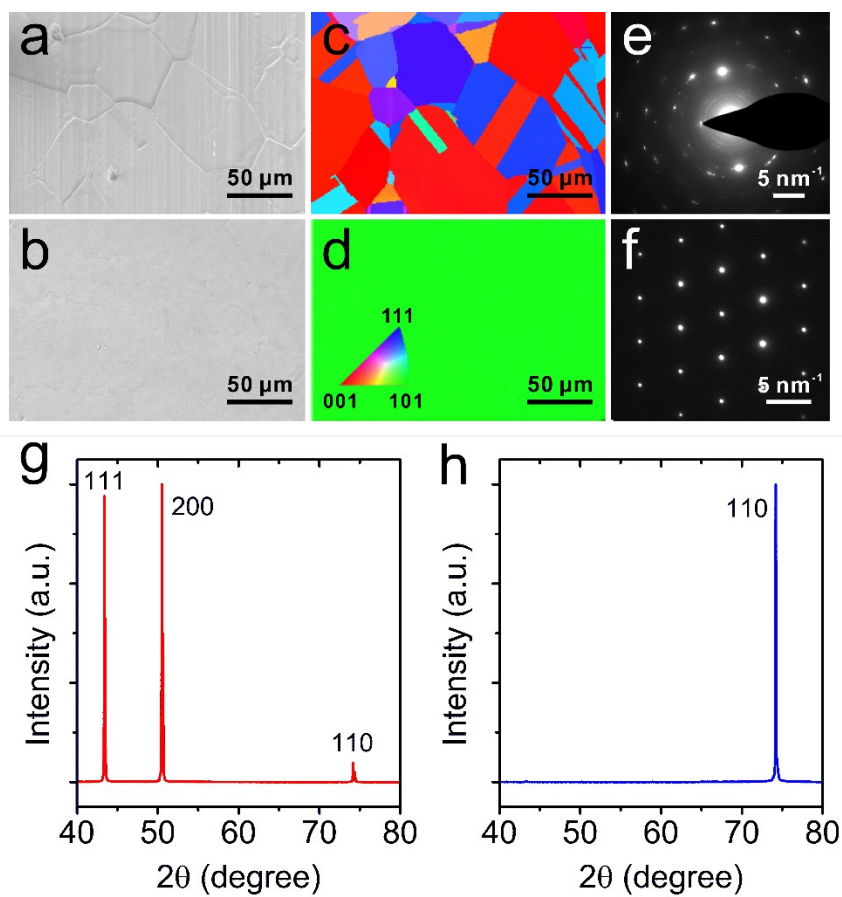 a
50 µm
c
50 µm
e
5 nm⁻¹
b
50 µm
d
111
001 101
50 µm
f
5 nm⁻¹
g
111
200
110
Intensity (a.u.)
40 50 60 70 80
2θ (degree)
h
110
Intensity (a.u.)
40 50 60 70 80
2θ (degree)